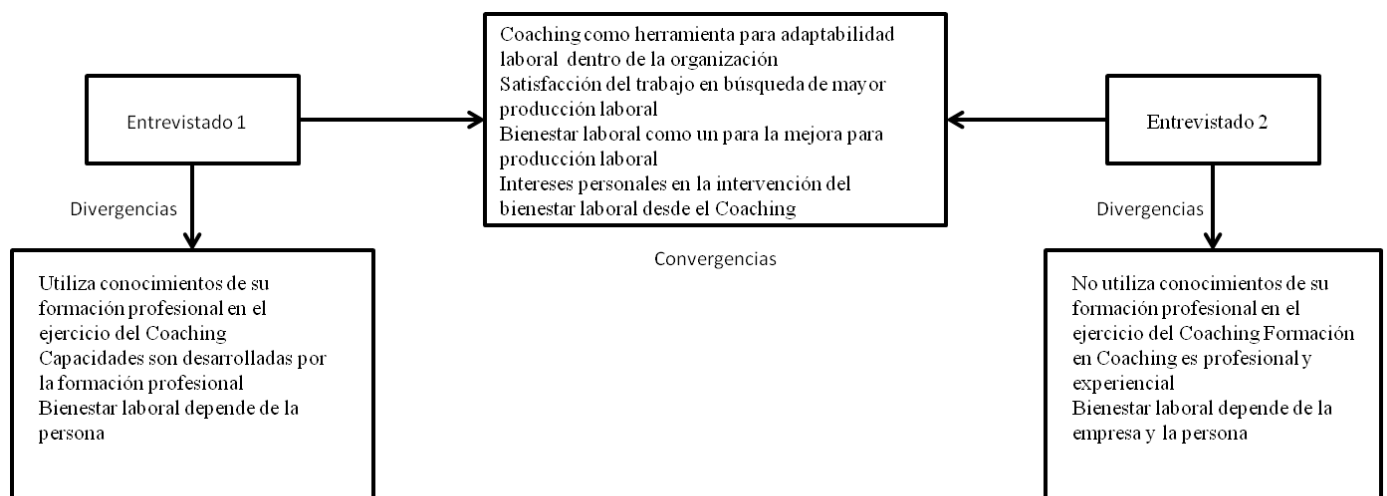 Coaching como herramienta para adaptabilidad
laboral dentro de la organización
Satisfacción del trabajo en búsqueda de mayor
producción laboral
Bienestar laboral como un para la mejora para
producción laboral
Intereses personales en la intervención del
bienestar laboral desde el Coaching
Entrevistado 1
Entrevistado 2
Divergencias
Convergencias
Divergencias
Utiliza conocimientos de su
formación profesional en el
ejercicio del Coaching
Capacidades son desarrolladas por
la formación profesional
Bienestar laboral depende de la
persona
No utiliza conocimientos de su
formación profesional en el
ejercicio del Coaching Formación
en Coaching es profesional y
experiencial
Bienestar laboral depende de la
empresa y la persona